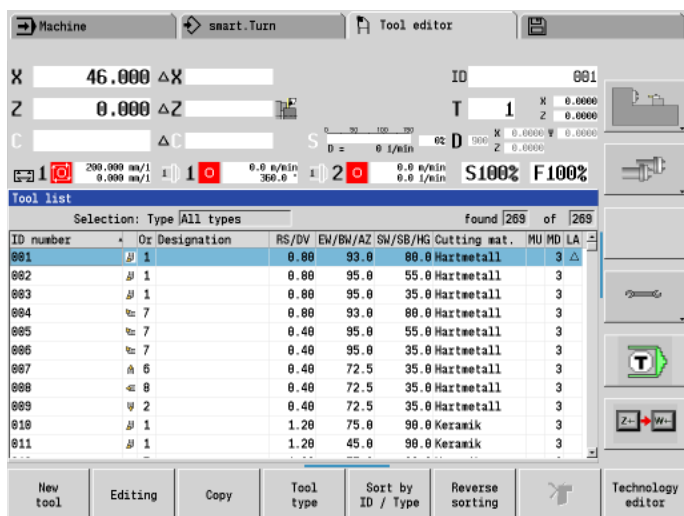 Machine smart.Turn Tool editor
X 46.000 ΔX ID 001
Z 0.000 ΔZ T 1 X 0.0000
Z 0.0000
C ΔC S 0 50 100 150 0% D 900 X 0.0000 Y 0.0000
D = 0 1/min Z 0.0000
1 200.000 mm/1 1 0.0 m/min 2 0.0 m/min S100% F100%
0.000 mm/1 360.0 ° 0.0 1/min
Tool list
Selection: Type All types found 269 of 269
ID number Or Designation RS/DV EW/BW/AZ SW/SB/HG Cutting mat. MU MD LA
001 1 0.80 93.0 80.0 Hartmetall 3 Δ
002 1 0.80 95.0 55.0 Hartmetall 3
003 1 0.80 95.0 35.0 Hartmetall 3
004 7 0.80 93.0 80.0 Hartmetall 3
005 7 0.40 95.0 55.0 Hartmetall 3
006 7 0.40 95.0 35.0 Hartmetall 3
007 6 0.40 72.5 35.0 Hartmetall 3
008 8 0.40 72.5 35.0 Hartmetall 3
009 2 0.40 72.5 35.0 Hartmetall 3
010 1 1.20 75.0 90.0 Keramik 3
011 1 1.20 45.0 90.0 Keramik 3
T
Z← W←
New tool Editing Copy Tool type Sort by ID / Type Reverse sorting Technology editor